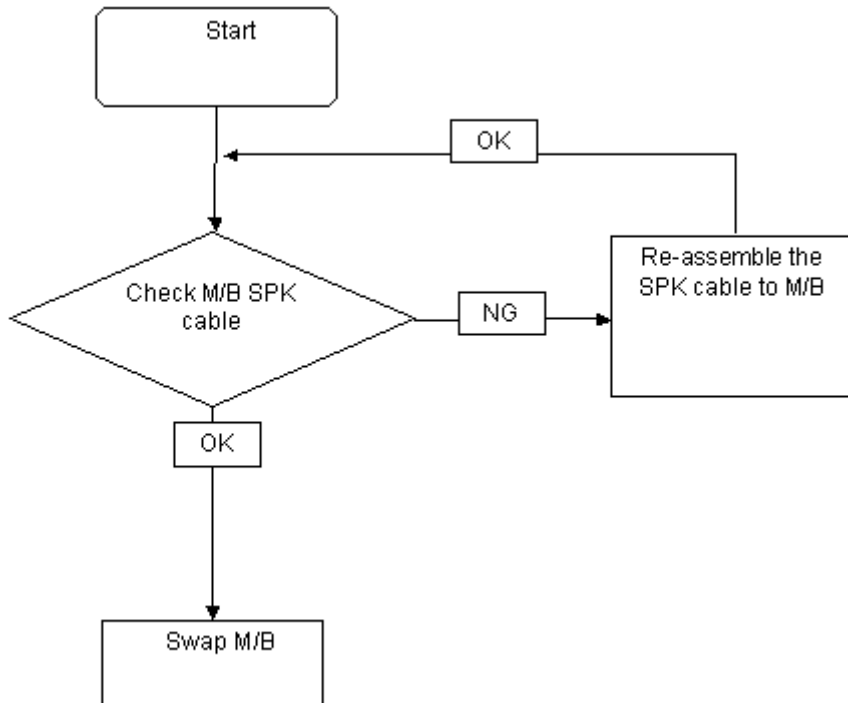 Start
OK
Check M/B SPK
cable
NG
Re-assemble the
SPK cable to M/B
OK
Swap M/B